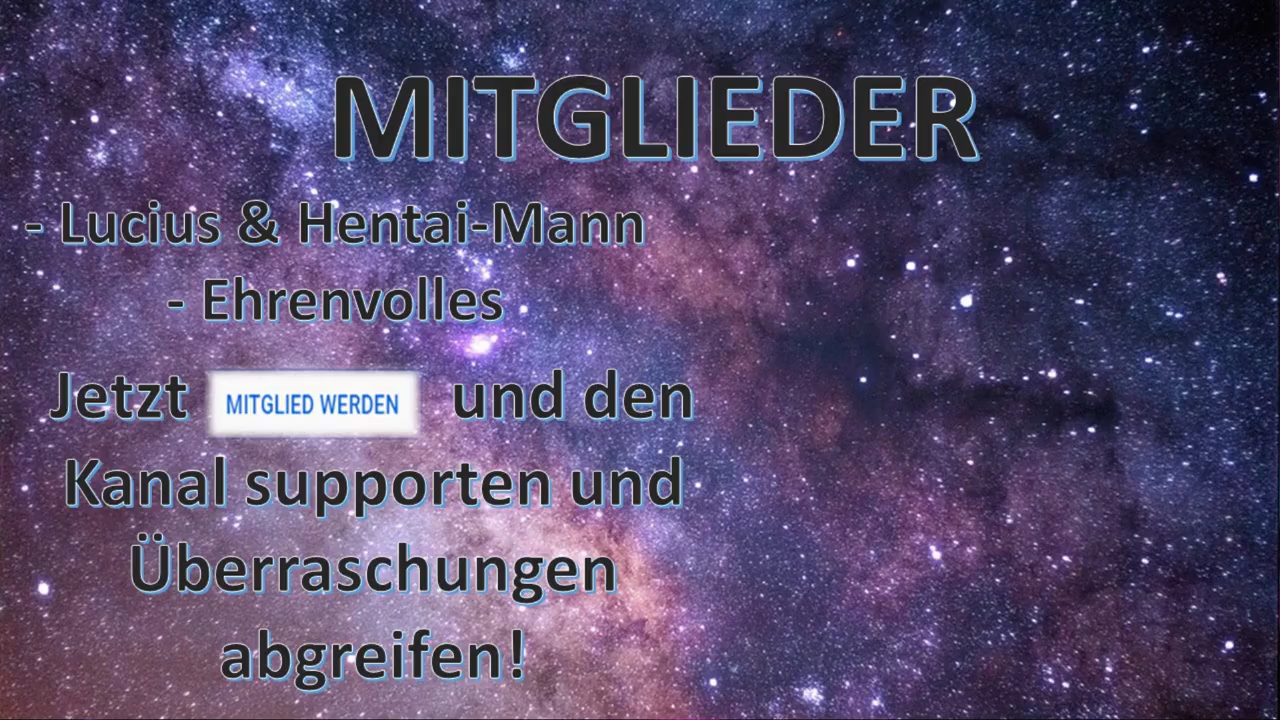 MITGLIEDER
- Lucius & Hentai-Mann
- Ehrenvolles
Jetzt MITGLIED WERDEN und den
Kanal supporten und
Überraschungen
abgreifen!